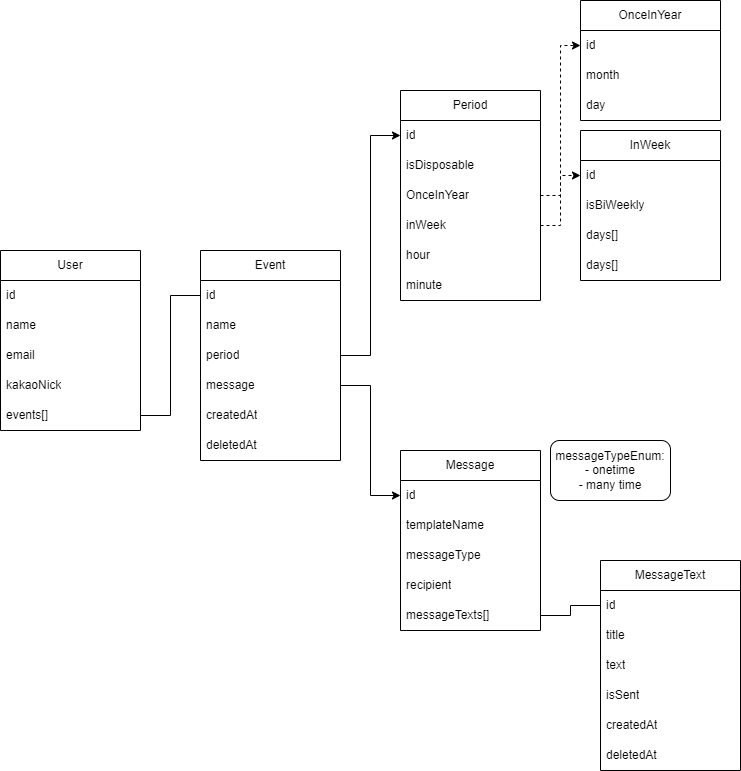 OnceInYear
id
month
day
Period
id
isDisposable
OnceInYear
inWeek
hour
minute
InWeek
id
isBiWeekly
days[]
days[]
User
id
name
email
kakaoNick
events[]
Event
id
name
period
message
createdAt
deletedAt
Message
id
templateName
messageType
recipient
messageTexts[]
messageTypeEnum:
- onetime
- many time
MessageText
id
title
text
isSent
createdAt
deletedAt